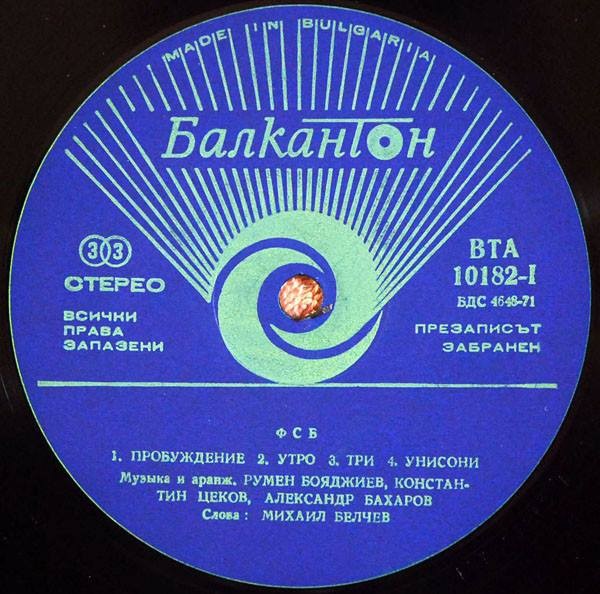 MADE IN BULGARIA
Балкантон
33
СТЕРЕО
ВСИЧКИ
ПРАВА
ЗАПАЗЕНИ
ВТА
10182-I
БДС 4648-71
ПРЕЗАПИСЪТ
ЗАБРАНЕН
ФСБ
1. ПРОБУЖДЕНИЕ 2. УТРО 3. ТРИ 4. УНИСОНИ
Музыка и аранж. РУМЕН БОЯДЖИЕВ, КОНСТАН-
ТИН ЦЕКОВ, АЛЕКСАНДР БАХАРОВ
Слова: МИХАИЛ БЕЛЧЕВ